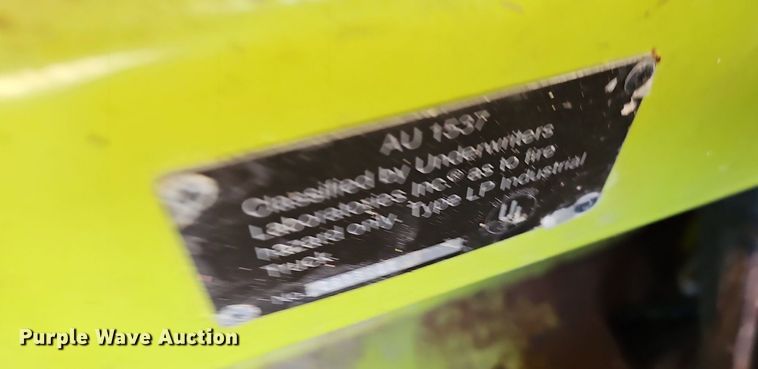 AU 1537
Classified by Underwriters
Laboratories Inc.® as to fire
hazard only. Type LP Industrial
Truck.
UL
NO.
Purple Wave Auction